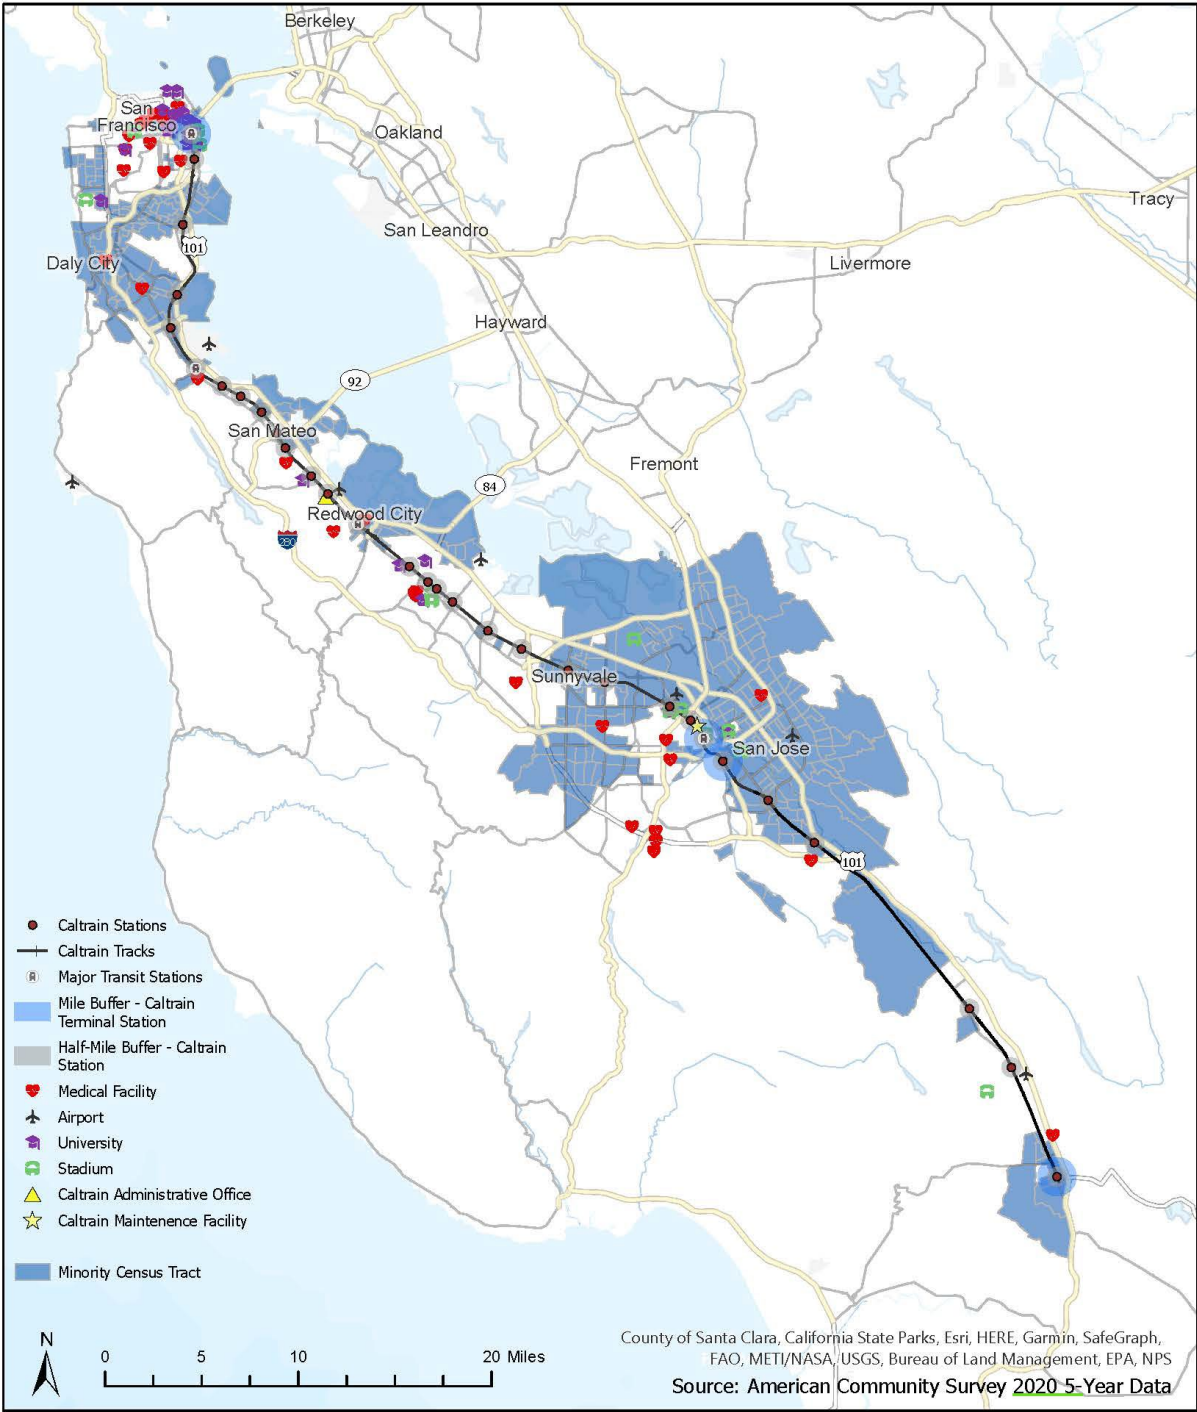 Berkeley
San
Francisco
Oakland
Tracy
San Leandro
101
Daly City
Livermore
Hayward
92
San Mateo
Fremont
84
Redwood City
280
Sunnyvale
San Jose
101
Caltrain Stations
Caltrain Tracks
Major Transit Stations
Mile Buffer - Caltrain
Terminal Station
Half-Mile Buffer - Caltrain
Station
Medical Facility
Airport
University
Stadium
Caltrain Administrative Office
Caltrain Maintenence Facility
Minority Census Tract
N
0 5 10 20 Miles
County of Santa Clara, California State Parks, Esri, HERE, Garmin, SafeGraph,
FAO, METI/NASA, USGS, Bureau of Land Management, EPA, NPS
Source: American Community Survey 2020 5-Year Data